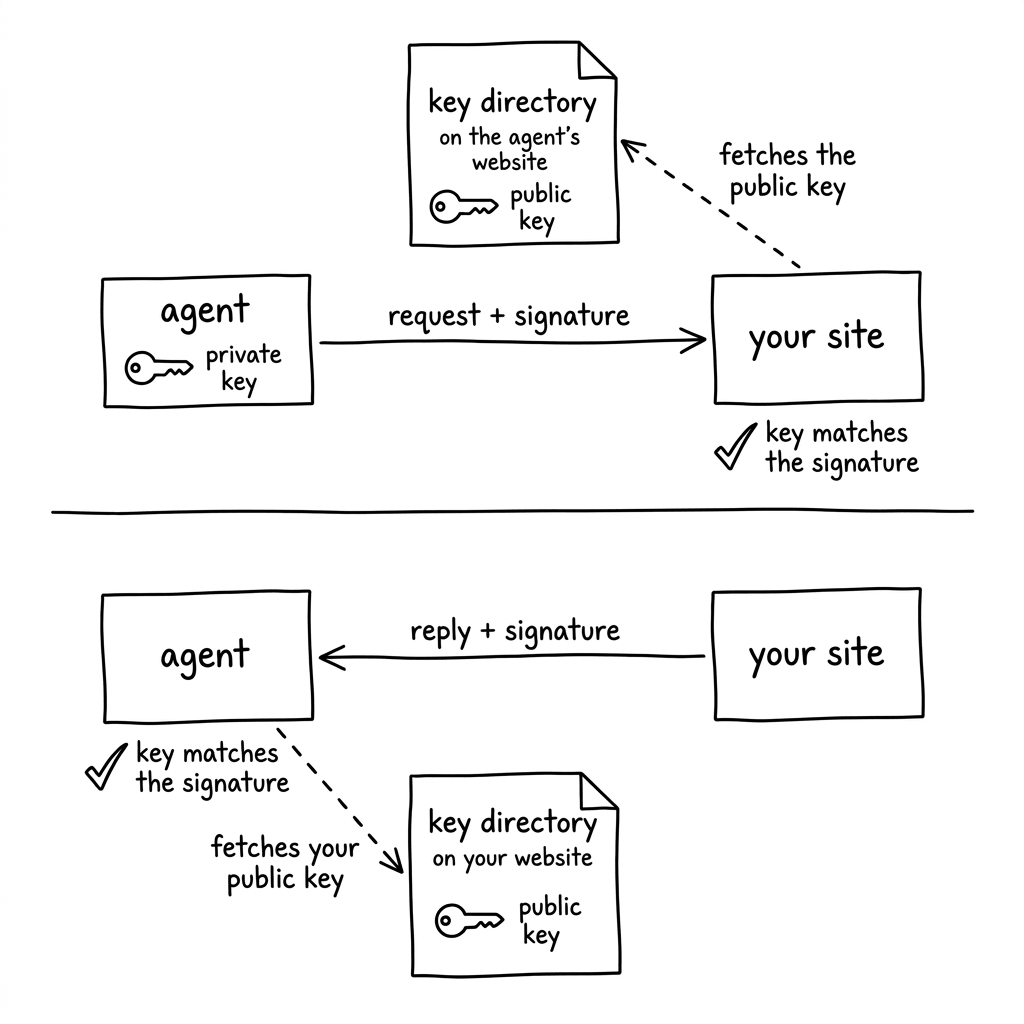 key directory
on the agent's
website
public
key
fetches the
public key
agent
private
key
request + signature
your site
key matches
the signature
agent
reply + signature
your site
key matches
the signature
fetches your
public key
key directory
on your website
public
key